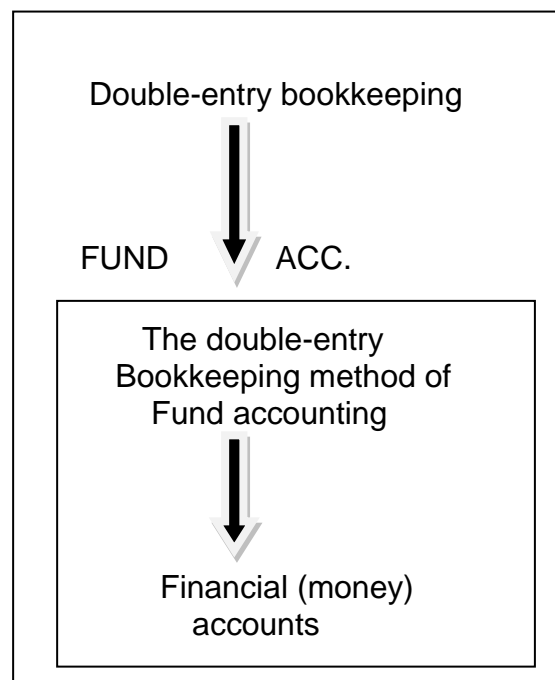 Double-entry bookkeeping
FUND ACC.
The double-entry
Bookkeeping method of
Fund accounting
Financial (money)
accounts